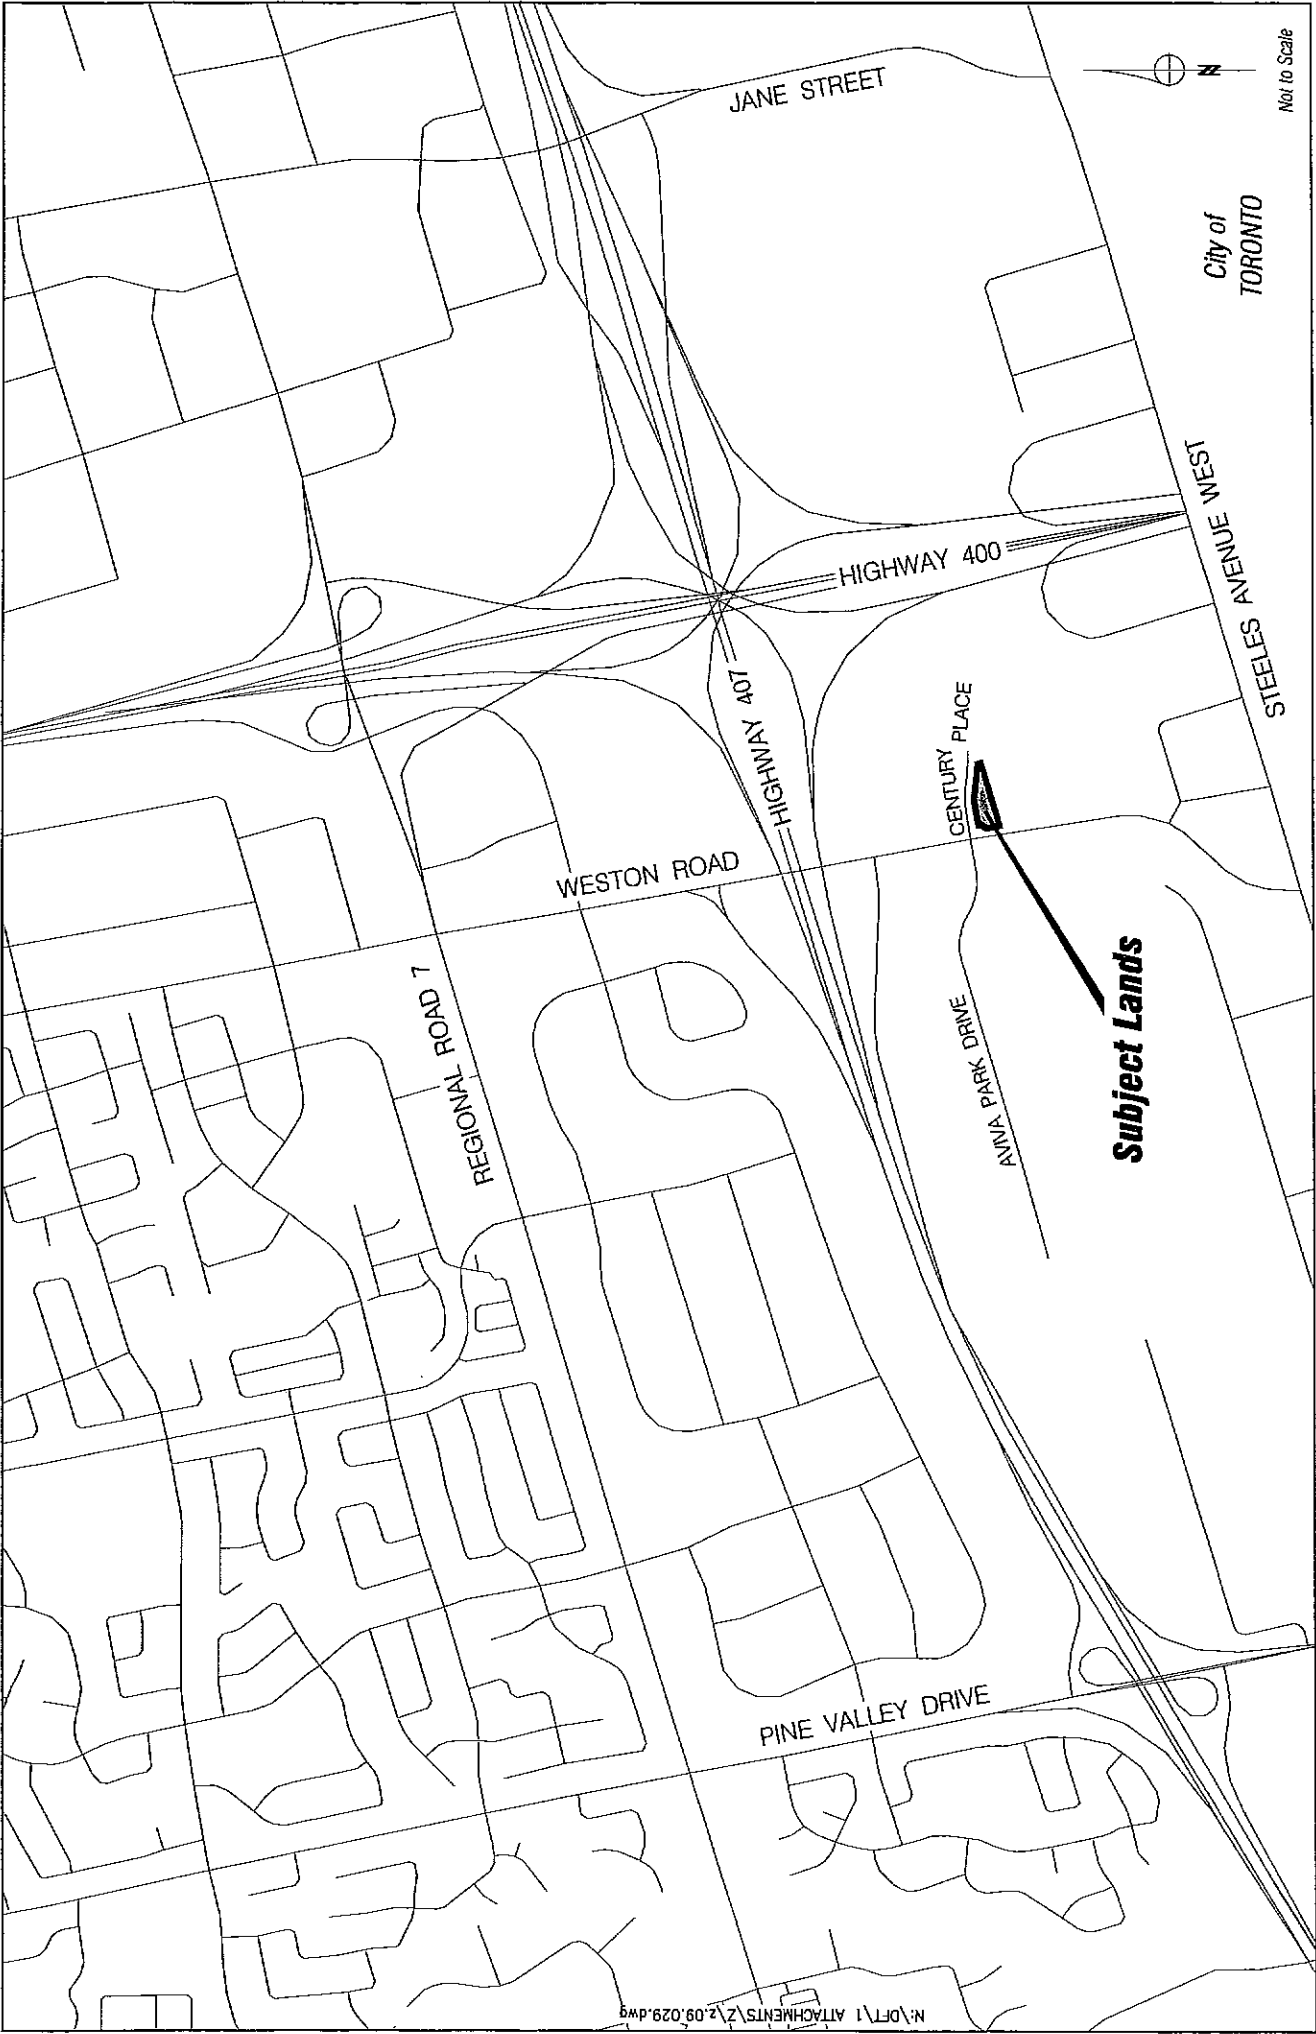 JANE STREET
N
Not to Scale
City of
TORONTO
HIGHWAY 400
STEELES AVENUE WEST
HIGHWAY 407
CENTURY PLACE
WESTON ROAD
REGIONAL ROAD 7
AVIVA PARK DRIVE
Subject Lands
PINE VALLEY DRIVE
N:\DFT\1 ATTACHMENTS\Z\z.09.029.dwg